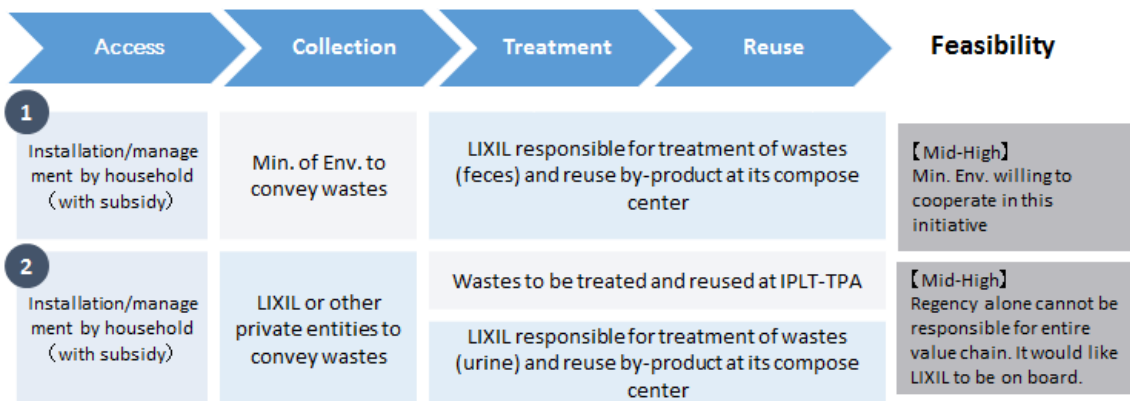 Access
Collection
Treatment
Reuse
Feasibility
1
Installation/manage
ment by household
（with subsidy）
Min. of Env. to
convey wastes
LIXIL responsible for treatment of wastes
(feces) and reuse by-product at its compose
center
【Mid-High】
Min. Env. willing to
cooperate in this
initiative
2
Installation/manage
ment by household
（with subsidy）
LIXIL or other
private entities to
convey wastes
Wastes to be treated and reused at IPLT-TPA
LIXIL responsible for treatment of wastes
(urine) and reuse by-product at its compose
center
【Mid-High】
Regency alone cannot be
responsible for entire
value chain. It would like
LIXIL to be on board.